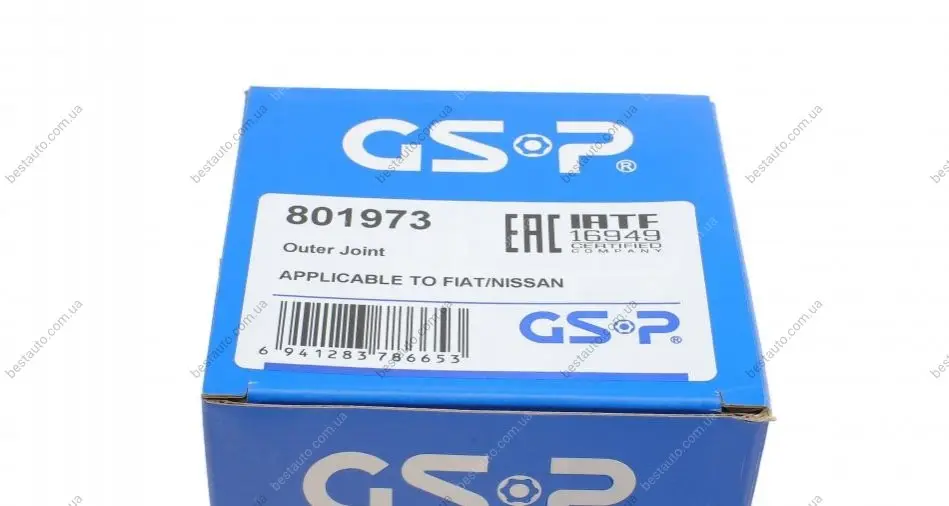 GSP®
801973
Outer Joint
APPLICABLE TO FIAT/NISSAN
EAC
IATF
16949
CERTIFIED
COMPANY
6 941283 786653
GSP®
GSP
bestauto.com.ua